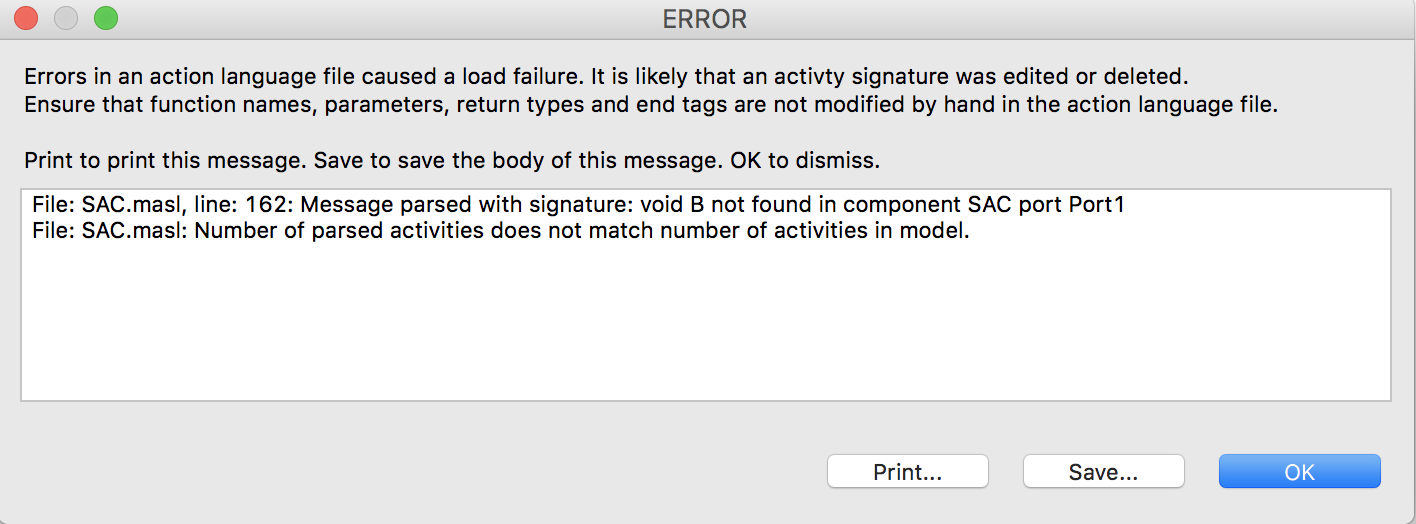 ERROR
Errors in an action language file caused a load failure. It is likely that an activty signature was edited or deleted.
Ensure that function names, parameters, return types and end tags are not modified by hand in the action language file.
Print to print this message. Save to save the body of this message. OK to dismiss.
File: SAC.masl, line: 162: Message parsed with signature: void B not found in component SAC port Port1
File: SAC.masl: Number of parsed activities does not match number of activities in model.
Print... Save... OK